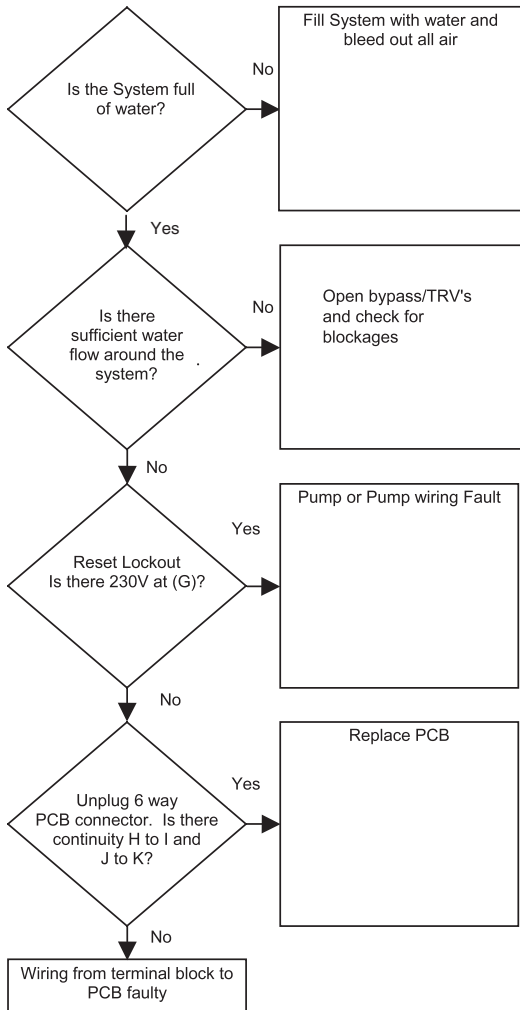 Is the System full
of water?
No
Fill System with water and
bleed out all air
Yes
Is there
sufficient water
flow around the
system?
No
Open bypass/TRV's
and check for
blockages
No
Reset Lockout
Is there 230V at (G)?
Yes
Pump or Pump wiring Fault
No
Unplug 6 way
PCB connector. Is there
continuity H to I and
J to K?
Yes
Replace PCB
No
Wiring from terminal block to
PCB faulty